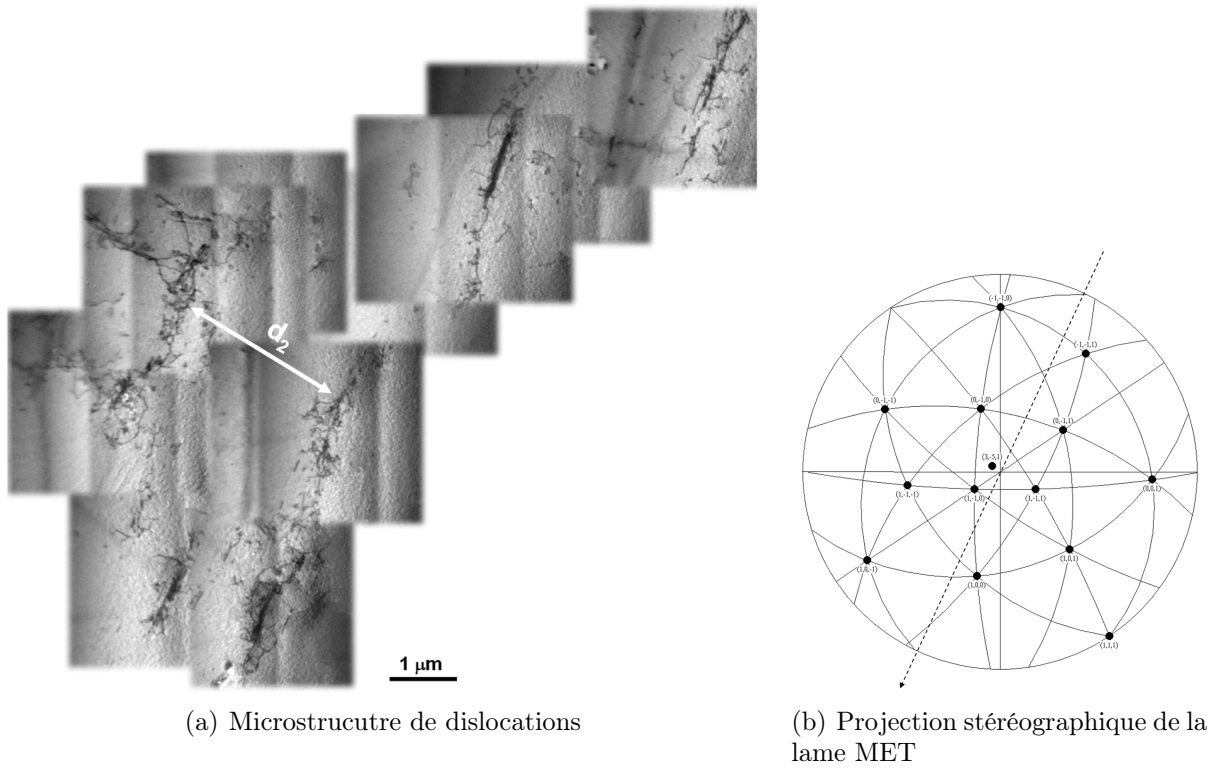 d2
1 μm
(-1,-1,0)
(-1,-1,1)
(0,-1,-1)
(0,-1,0)
(0,-1,1)
(3,-5,1)
(1,-1,-1)
(1,-1,0)
(1,-1,1)
(0,0,1)
(1,0,-1)
(1,0,0)
(1,0,1)
(1,1,1)
(a) Microstrucutre de dislocations
(b) Projection stéréographique de la
lame MET